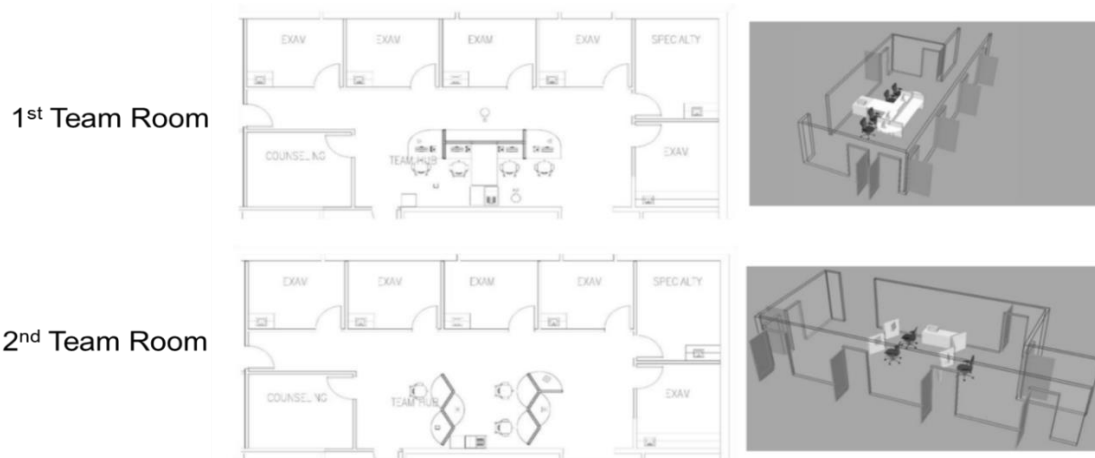 EXAM EXAM EXAM EXAM SPECIALTY
1st Team Room
COUNSELING TEAM HUB EXAM
EXAM EXAM EXAM EXAM SPECIALTY
2nd Team Room
COUNSELING TEAM HUB EXAM